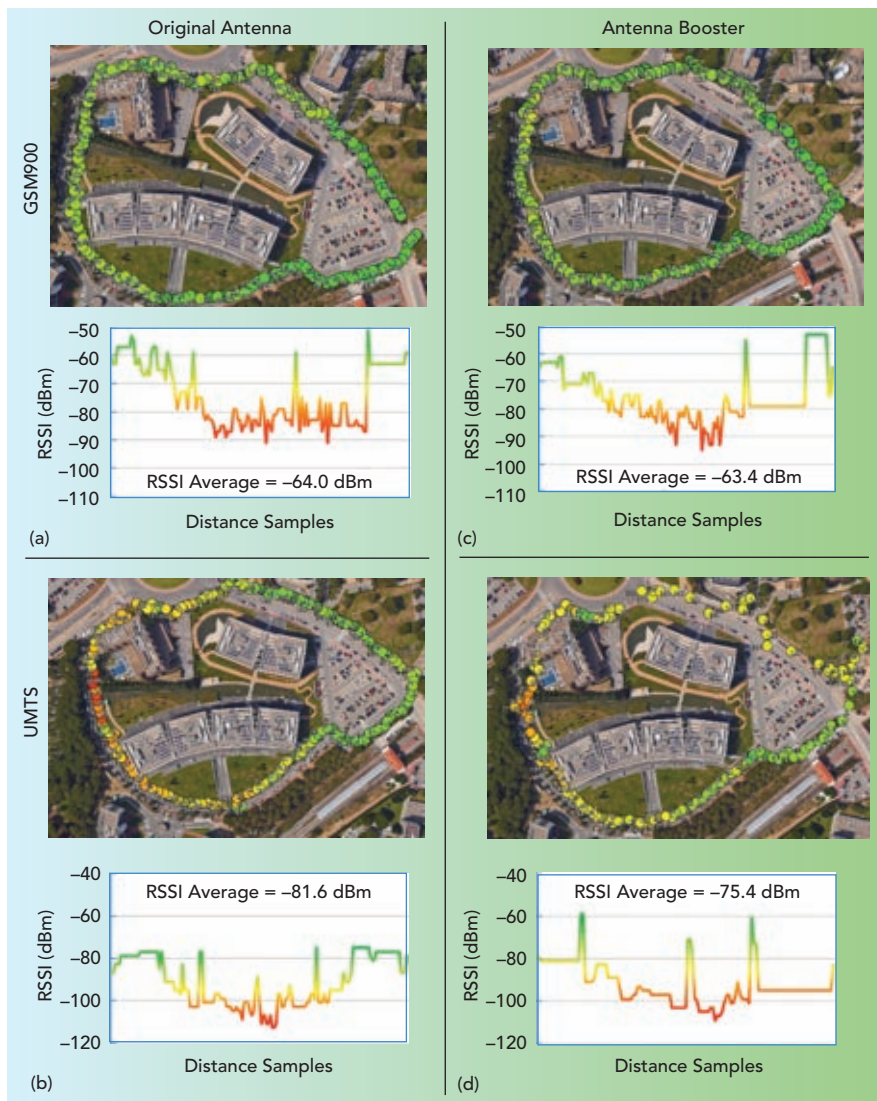 Original Antenna
Antenna Booster
GSM900
RSSI (dBm)
–50
–60
–70
–80
–90
–100
–110
RSSI Average = –64.0 dBm
Distance Samples
(a)
RSSI (dBm)
–50
–60
–70
–80
–90
–100
–110
RSSI Average = –63.4 dBm
Distance Samples
(c)
UMTS
RSSI (dBm)
–40
–60
–80
–100
–120
RSSI Average = –81.6 dBm
Distance Samples
(b)
RSSI (dBm)
–40
–60
–80
–100
–120
RSSI Average = –75.4 dBm
Distance Samples
(d)